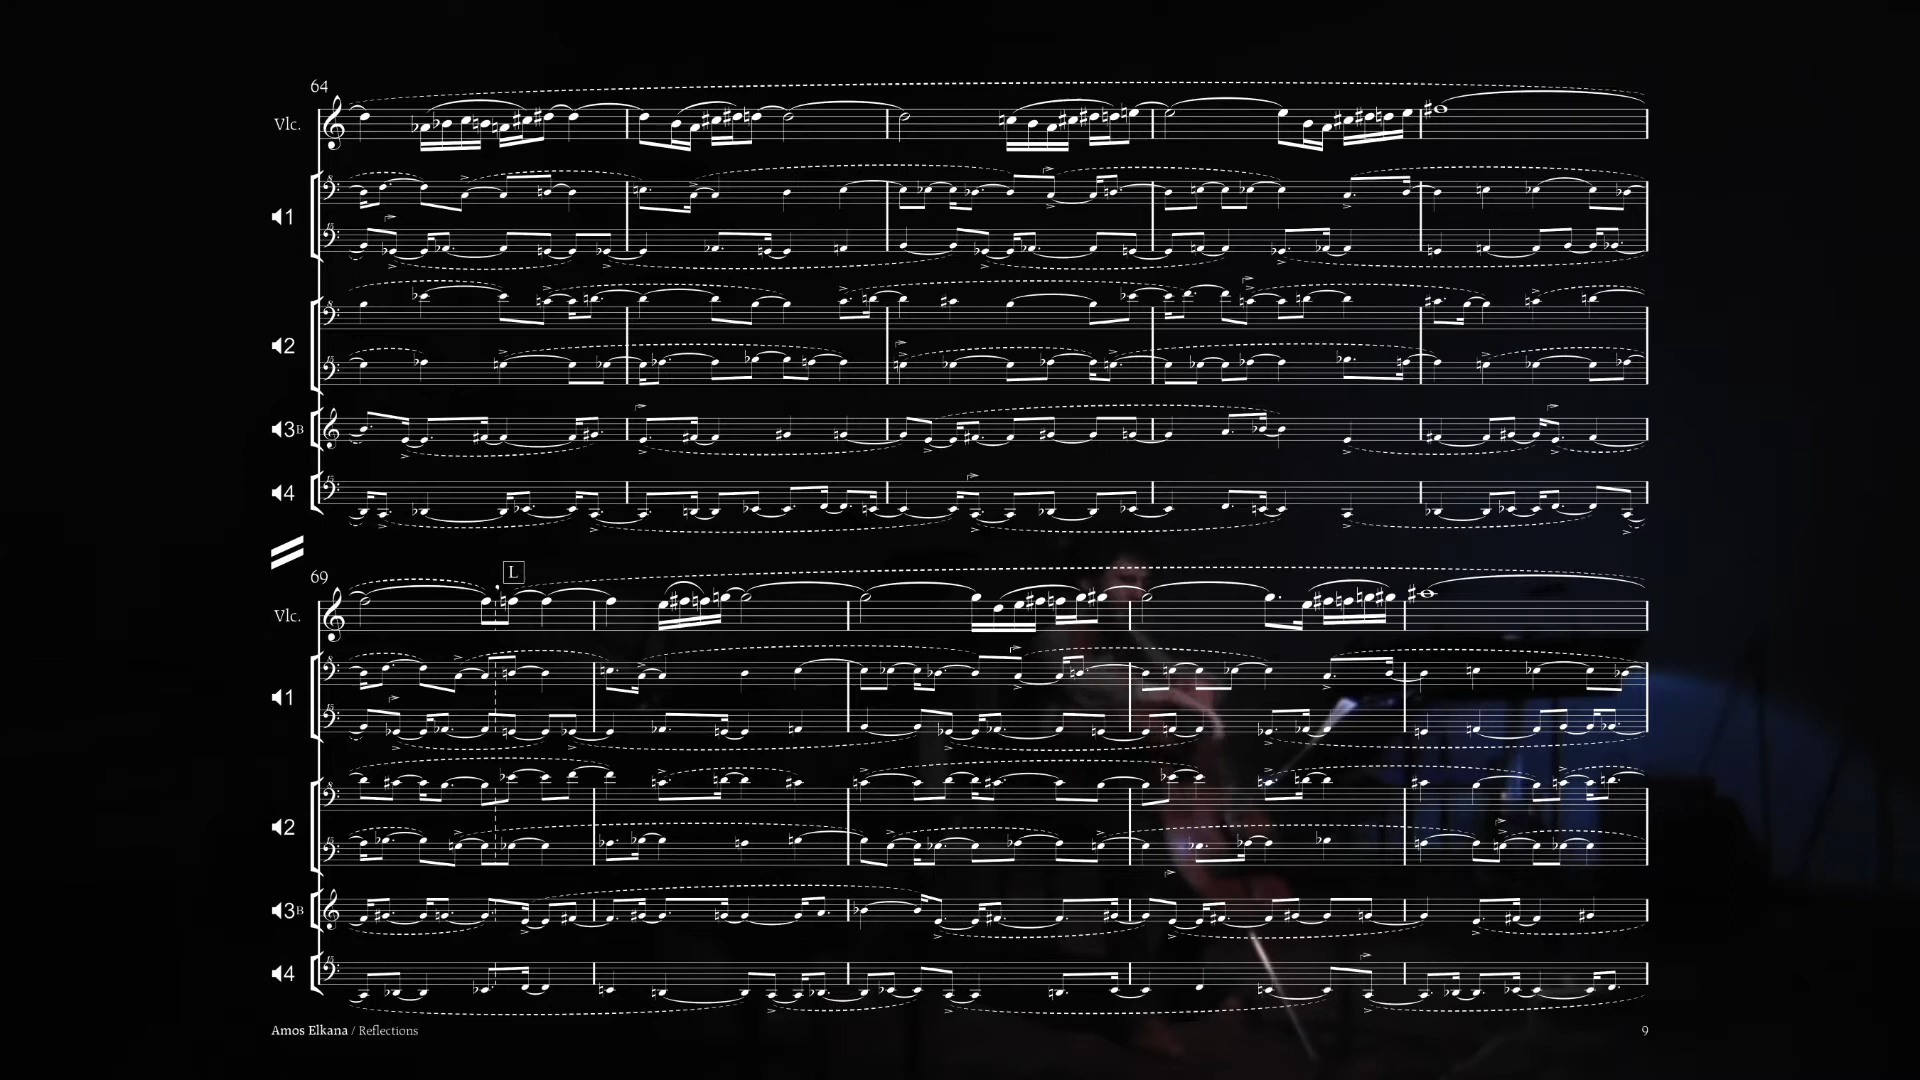 64
Vlc.
1
2
3B
4
69
L
Vlc.
1
2
3B
4
Amos Elkana / Reflections
9